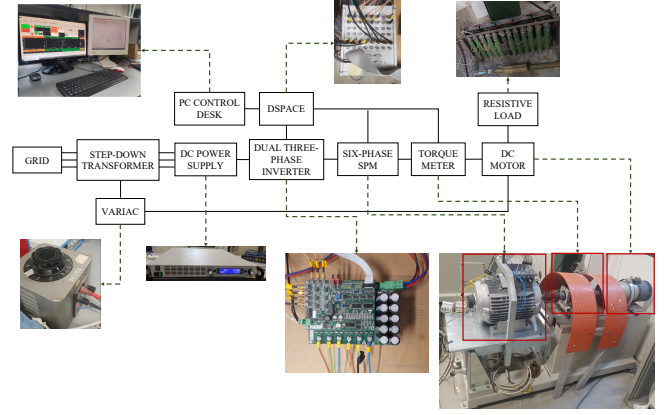 PC CONTROL
DESK
DSPACE
RESISTIVE
LOAD
GRID
STEP-DOWN
TRANSFORMER
DC POWER
SUPPLY
DUAL THREE-
PHASE
INVERTER
SIX-PHASE
SPM
TORQUE
METER
DC
MOTOR
VARIAC